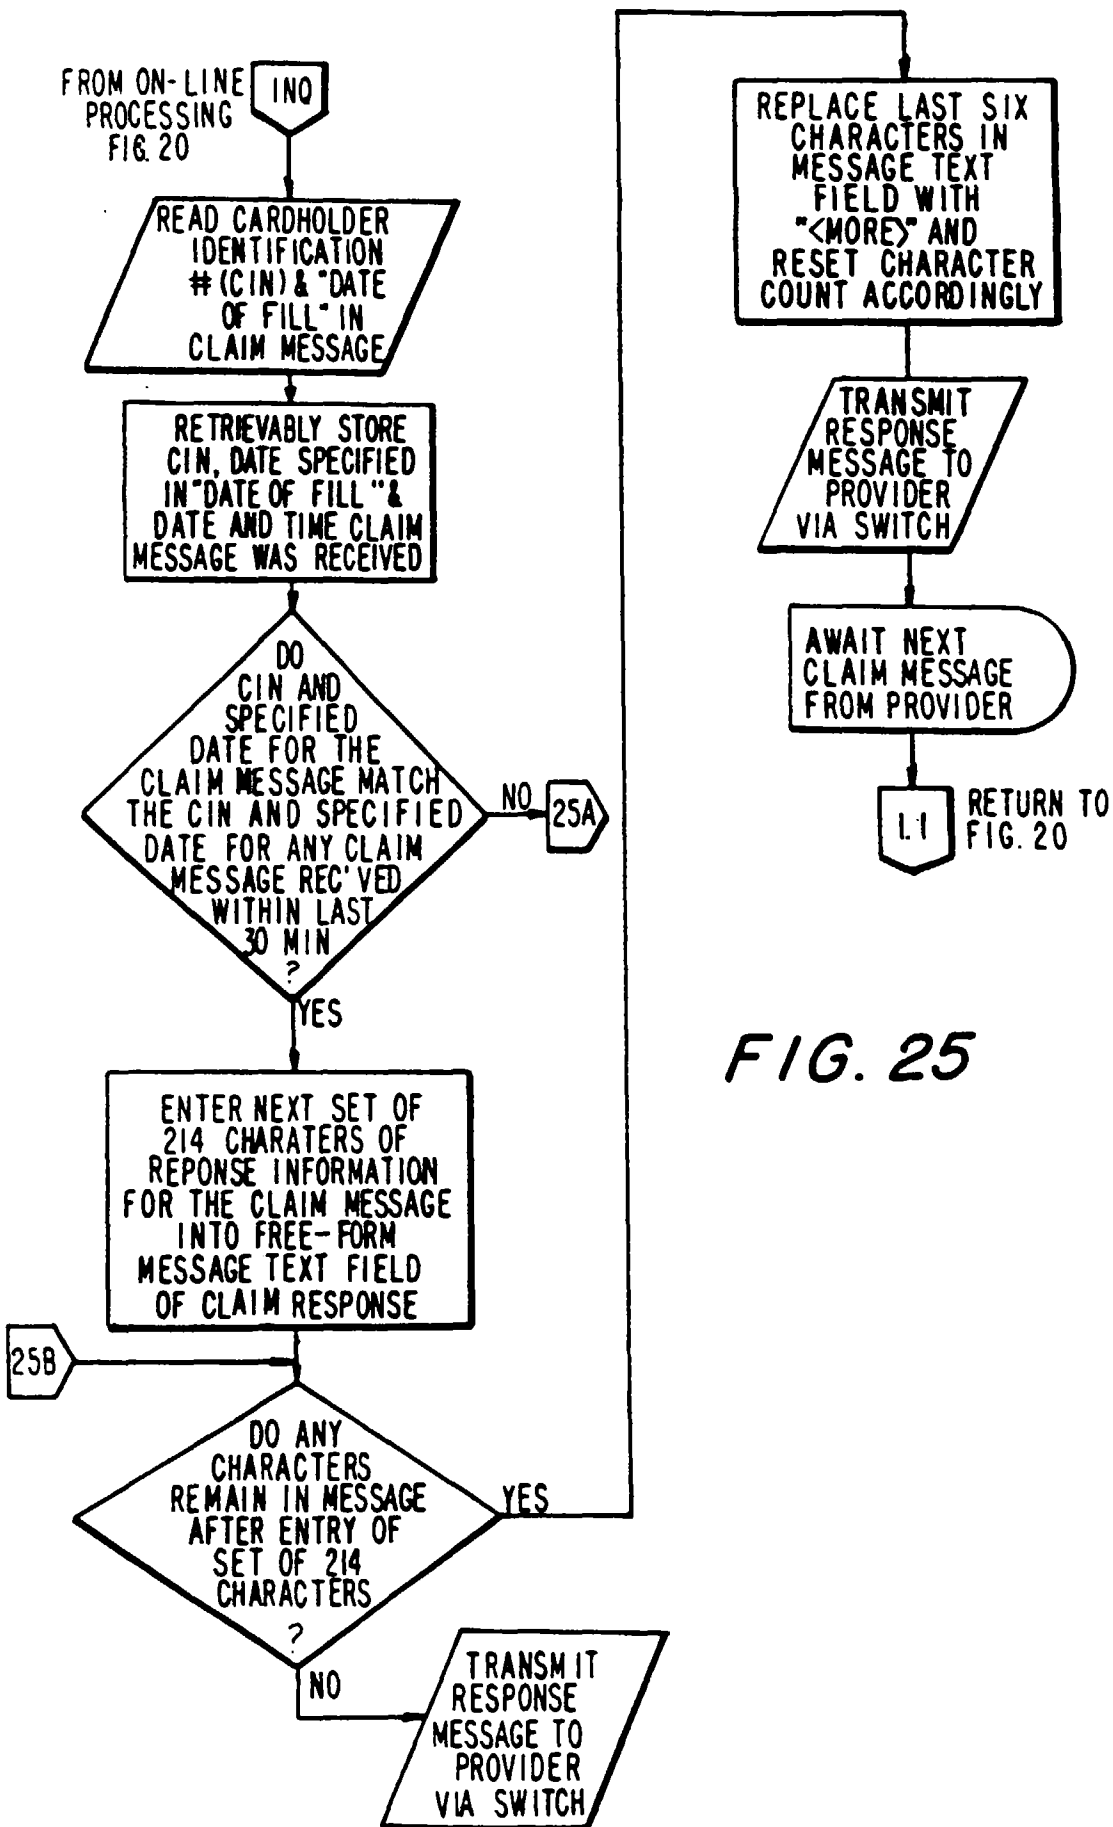 FROM ON-LINE
PROCESSING
FIG. 20
INQ
READ CARDHOLDER
IDENTIFICATION
# (CIN) & "DATE
OF FILL" IN
CLAIM MESSAGE
RETRIEVABLY STORE
CIN, DATE SPECIFIED
IN "DATE OF FILL" &
DATE AND TIME CLAIM
MESSAGE WAS RECEIVED
DO
CIN AND
SPECIFIED
DATE FOR THE
CLAIM MESSAGE MATCH
THE CIN AND SPECIFIED
DATE FOR ANY CLAIM
MESSAGE REC'VED
WITHIN LAST
30 MIN
?
NO
25A
YES
ENTER NEXT SET OF
214 CHARATERS OF
REPONSE INFORMATION
FOR THE CLAIM MESSAGE
INTO FREE-FORM
MESSAGE TEXT FIELD
OF CLAIM RESPONSE
25B
DO ANY
CHARACTERS
REMAIN IN MESSAGE
AFTER ENTRY OF
SET OF 214
CHARACTERS
?
YES
NO
TRANSMIT
RESPONSE
MESSAGE TO
PROVIDER
VIA SWITCH
REPLACE LAST SIX
CHARACTERS IN
MESSAGE TEXT
FIELD WITH
"<MORE>" AND
RESET CHARACTER
COUNT ACCORDINGLY
TRANSMIT
RESPONSE
MESSAGE TO
PROVIDER
VIA SWITCH
AWAIT NEXT
CLAIM MESSAGE
FROM PROVIDER
1.1
RETURN TO
FIG. 20
FIG. 25